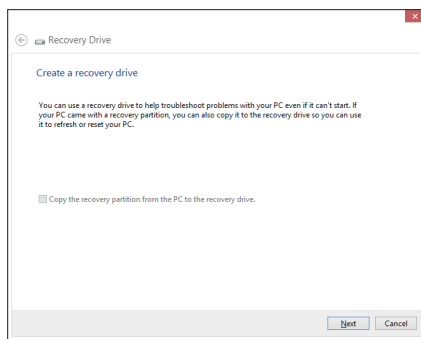 Recovery Drive
Create a recovery drive
You can use a recovery drive to help troubleshoot problems with your PC even if it can't start. If
your PC came with a recovery partition, you can also copy it to the recovery drive so you can use
it to refresh or reset your PC.
Copy the recovery partition from the PC to the recovery drive.
Next Cancel